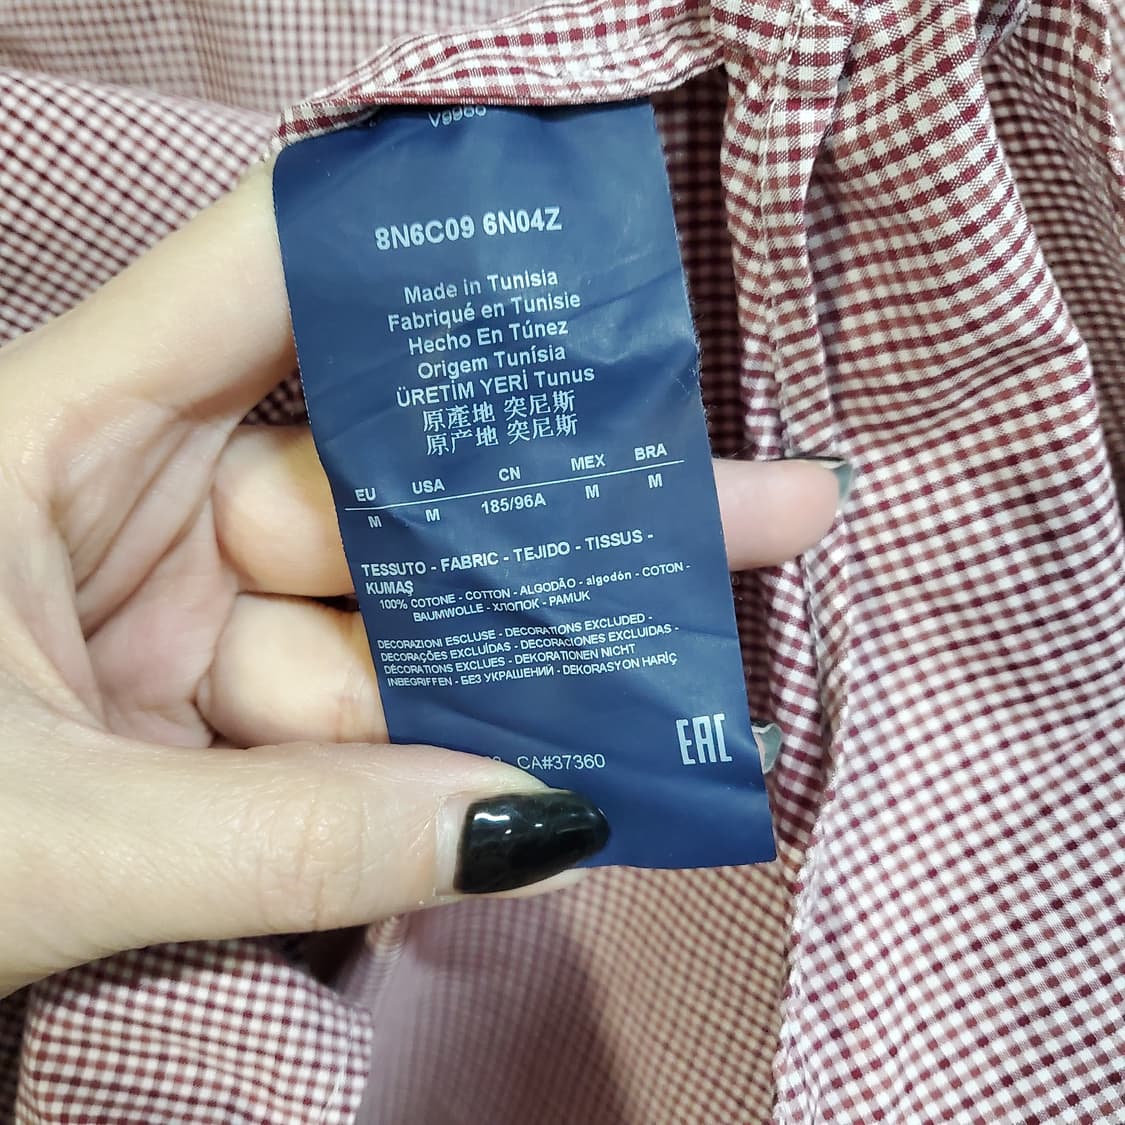 8N6C09 6N04Z
Made in Tunisia
Fabriqué en Tunisie
Hecho En Túnez
Origem Tunísia
ÜRETİM YERİ Tunus
原產地 突尼斯
原产地 突尼斯
EU USA CN MEX BRA
M M 185/96A M M
TESSUTO - FABRIC - TEJIDO - TISSUS -
KUMAŞ
100% COTONE - COTTON - ALGODÃO - algodón - COTON -
BAUMWOLLE - ХЛОПОК - PAMUK
DECORAZIONI ESCLUSE - DECORATIONS EXCLUDED -
DECORAÇÕES EXCLUÍDAS - DECORACIONES EXCLUIDAS -
DÉCORATIONS EXCLUES - DEKORATIONEN NICHT
INBEGRIFFEN - БЕЗ УКРАШЕНИЙ - DEKORASYON HARİÇ
CA#37360
EAC